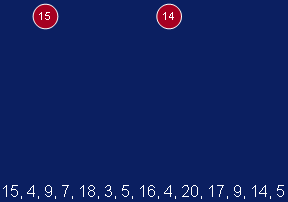 15 14
15, 4, 9, 7, 18, 3, 5, 16, 4, 20, 17, 9, 14, 5